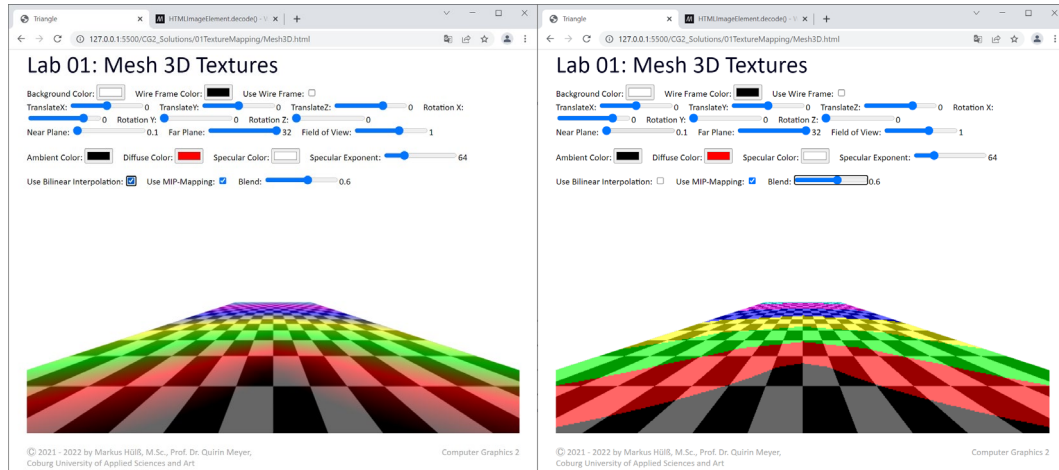 Triangle
HTMLImageElement.decode() - V
127.0.0.1:5500/CG2_Solutions/01TextureMapping/Mesh3D.html
Lab 01: Mesh 3D Textures
Background Color: Wire Frame Color: Use Wire Frame:
TranslateX: 0 TranslateY: 0 TranslateZ: 0 Rotation X:
0 Rotation Y: 0 Rotation Z: 0
Near Plane: 0.1 Far Plane: 32 Field of View: 1
Ambient Color: Diffuse Color: Specular Color: Specular Exponent: 64
Use Bilinear Interpolation: Use MIP-Mapping: Blend: 0.6
© 2021 - 2022 by Markus Hülß, M.Sc., Prof. Dr. Quirin Meyer,
Coburg University of Applied Sciences and Art
Computer Graphics 2
Triangle
HTMLImageElement.decode() - V
127.0.0.1:5500/CG2_Solutions/01TextureMapping/Mesh3D.html
Lab 01: Mesh 3D Textures
Background Color: Wire Frame Color: Use Wire Frame:
TranslateX: 0 TranslateY: 0 TranslateZ: 0 Rotation X:
0 Rotation Y: 0 Rotation Z: 0
Near Plane: 0.1 Far Plane: 32 Field of View: 1
Ambient Color: Diffuse Color: Specular Color: Specular Exponent: 64
Use Bilinear Interpolation: Use MIP-Mapping: Blend: 0.6
© 2021 - 2022 by Markus Hülß, M.Sc., Prof. Dr. Quirin Meyer,
Coburg University of Applied Sciences and Art
Computer Graphics 2